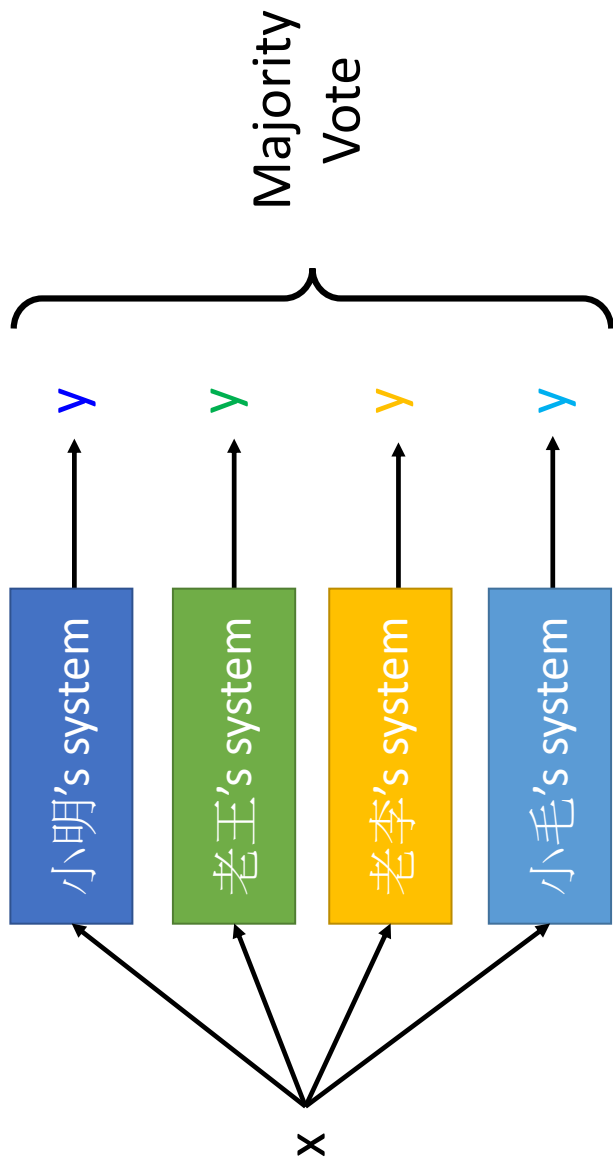 x
小明’s system
老王’s system
老李’s system
小毛’s system
y
y
y
y
Majority
Vote